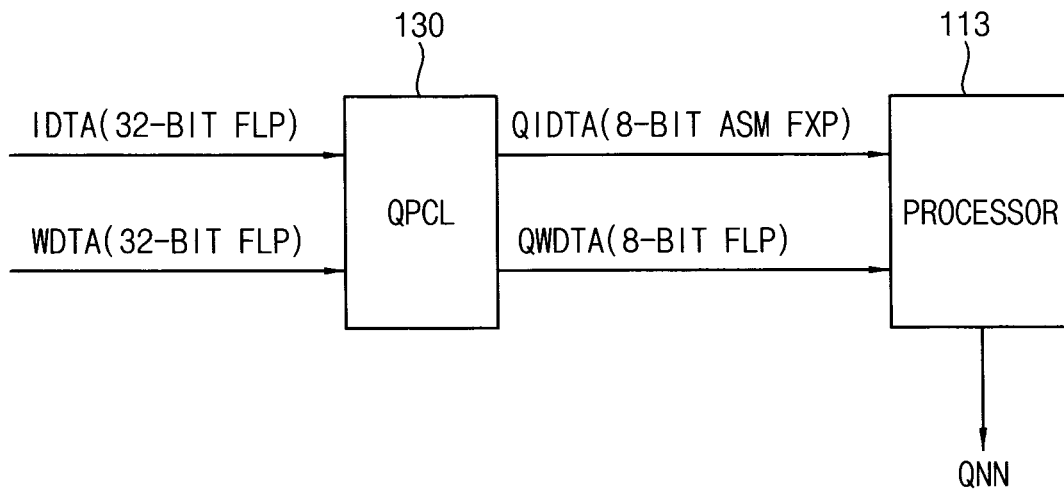 130
113
IDTA(32-BIT FLP)
QIDTA(8-BIT ASM FXP)
QPCL
PROCESSOR
WDTA(32-BIT FLP)
QWDTA(8-BIT FLP)
QNN